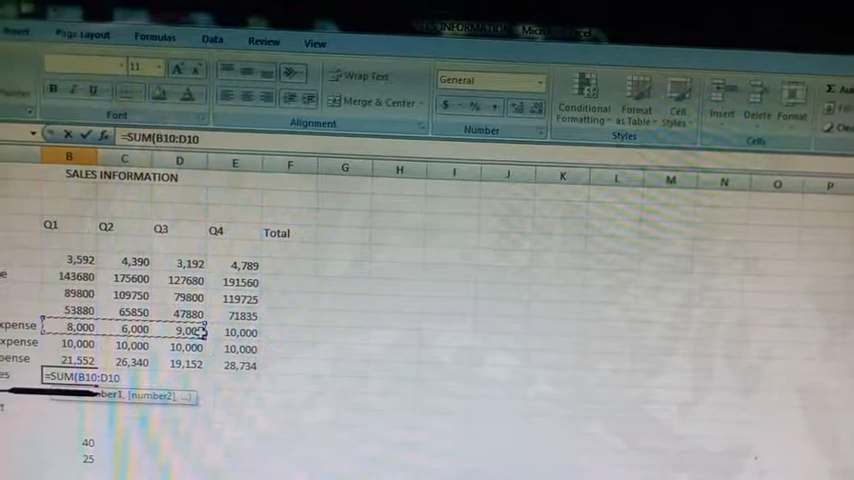 Page Layout Formulas Data Review View
11 A A Wrap Text General
B I U Merge & Center $ % , Conditional Formatting Format as Table Cell Styles Insert Delete Format
Font Alignment Number Styles Cells
fx =SUM(B10:D10
B C D E F G H I J K L M N O P
SALES INFORMATION
Q1 Q2 Q3 Q4 Total
3,592 4,390 3,192 4,789
143680 175600 127680 191560
89800 109750 79800 119725
53880 65850 47880 71835
xpense 8,000 6,000 10,000
xpense 10,000 10,000 10,000 10,000
pense 21,552 26,340 19,152 28,734
es =SUM(B10:D10
[number2], ...)
40
25